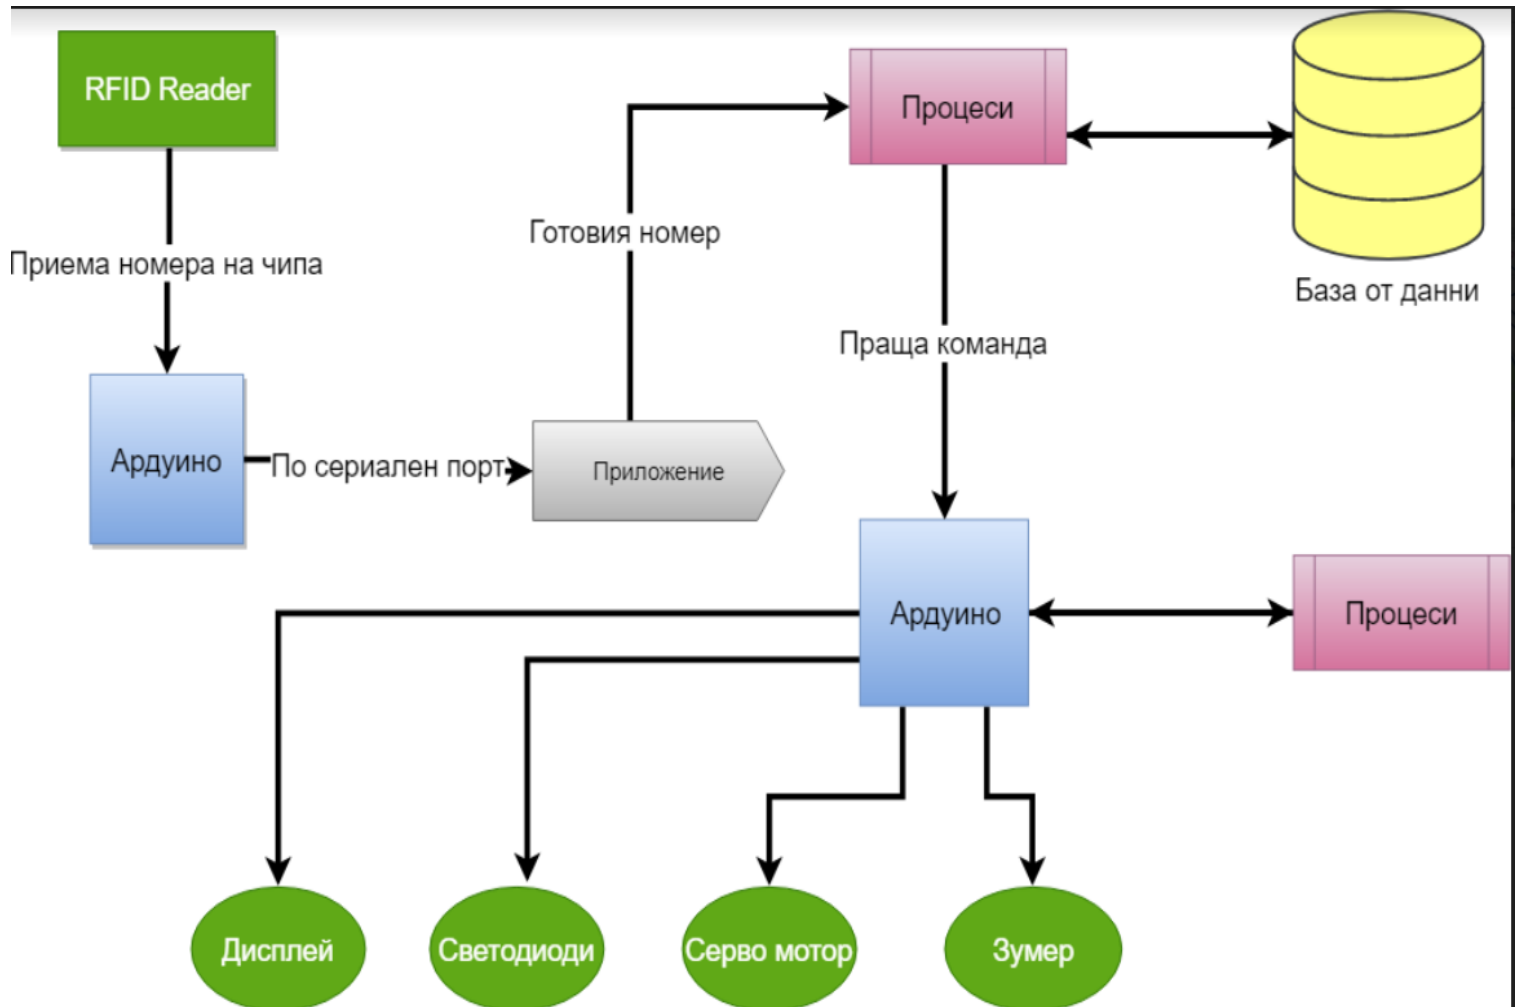 RFID Reader
Процеси
Готовия номер
Приема номера на чипа
База от данни
Праща команда
Ардуино
По сериален порт
Приложение
Ардуино
Процеси
Дисплей
Светодиоди
Серво мотор
Зумер